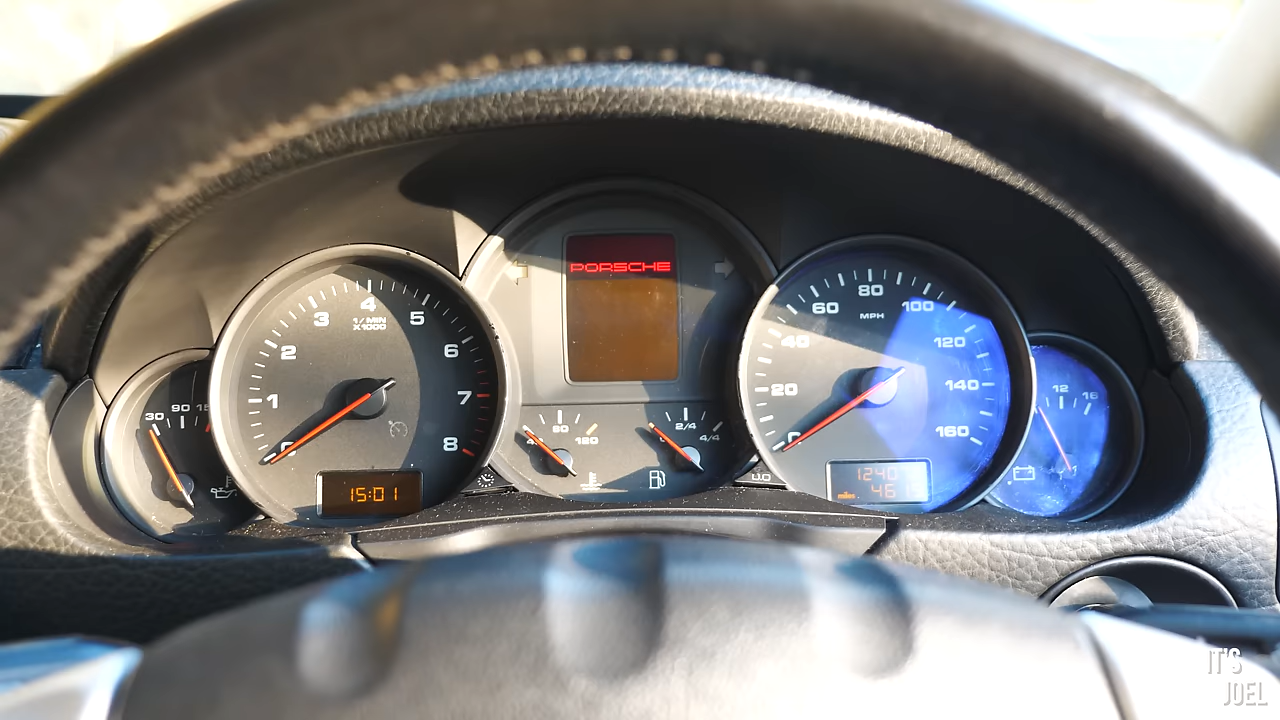 PORSCHE
30 90
1 2 3 4 5 6 7 8
1/MIN
X1000
15:01
80 120
2/4 4/4
0 20 40 60 80 100 120 140 160
MPH
1240
miles 46
12 16
0.0
IT'S
JOEL